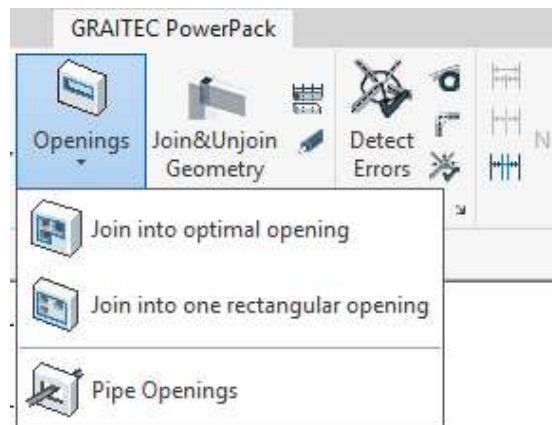 GRAITEC PowerPack
Openings
Join&Unjoin
Geometry
Detect
Errors
N
Join into optimal opening
Join into one rectangular opening
Pipe Openings